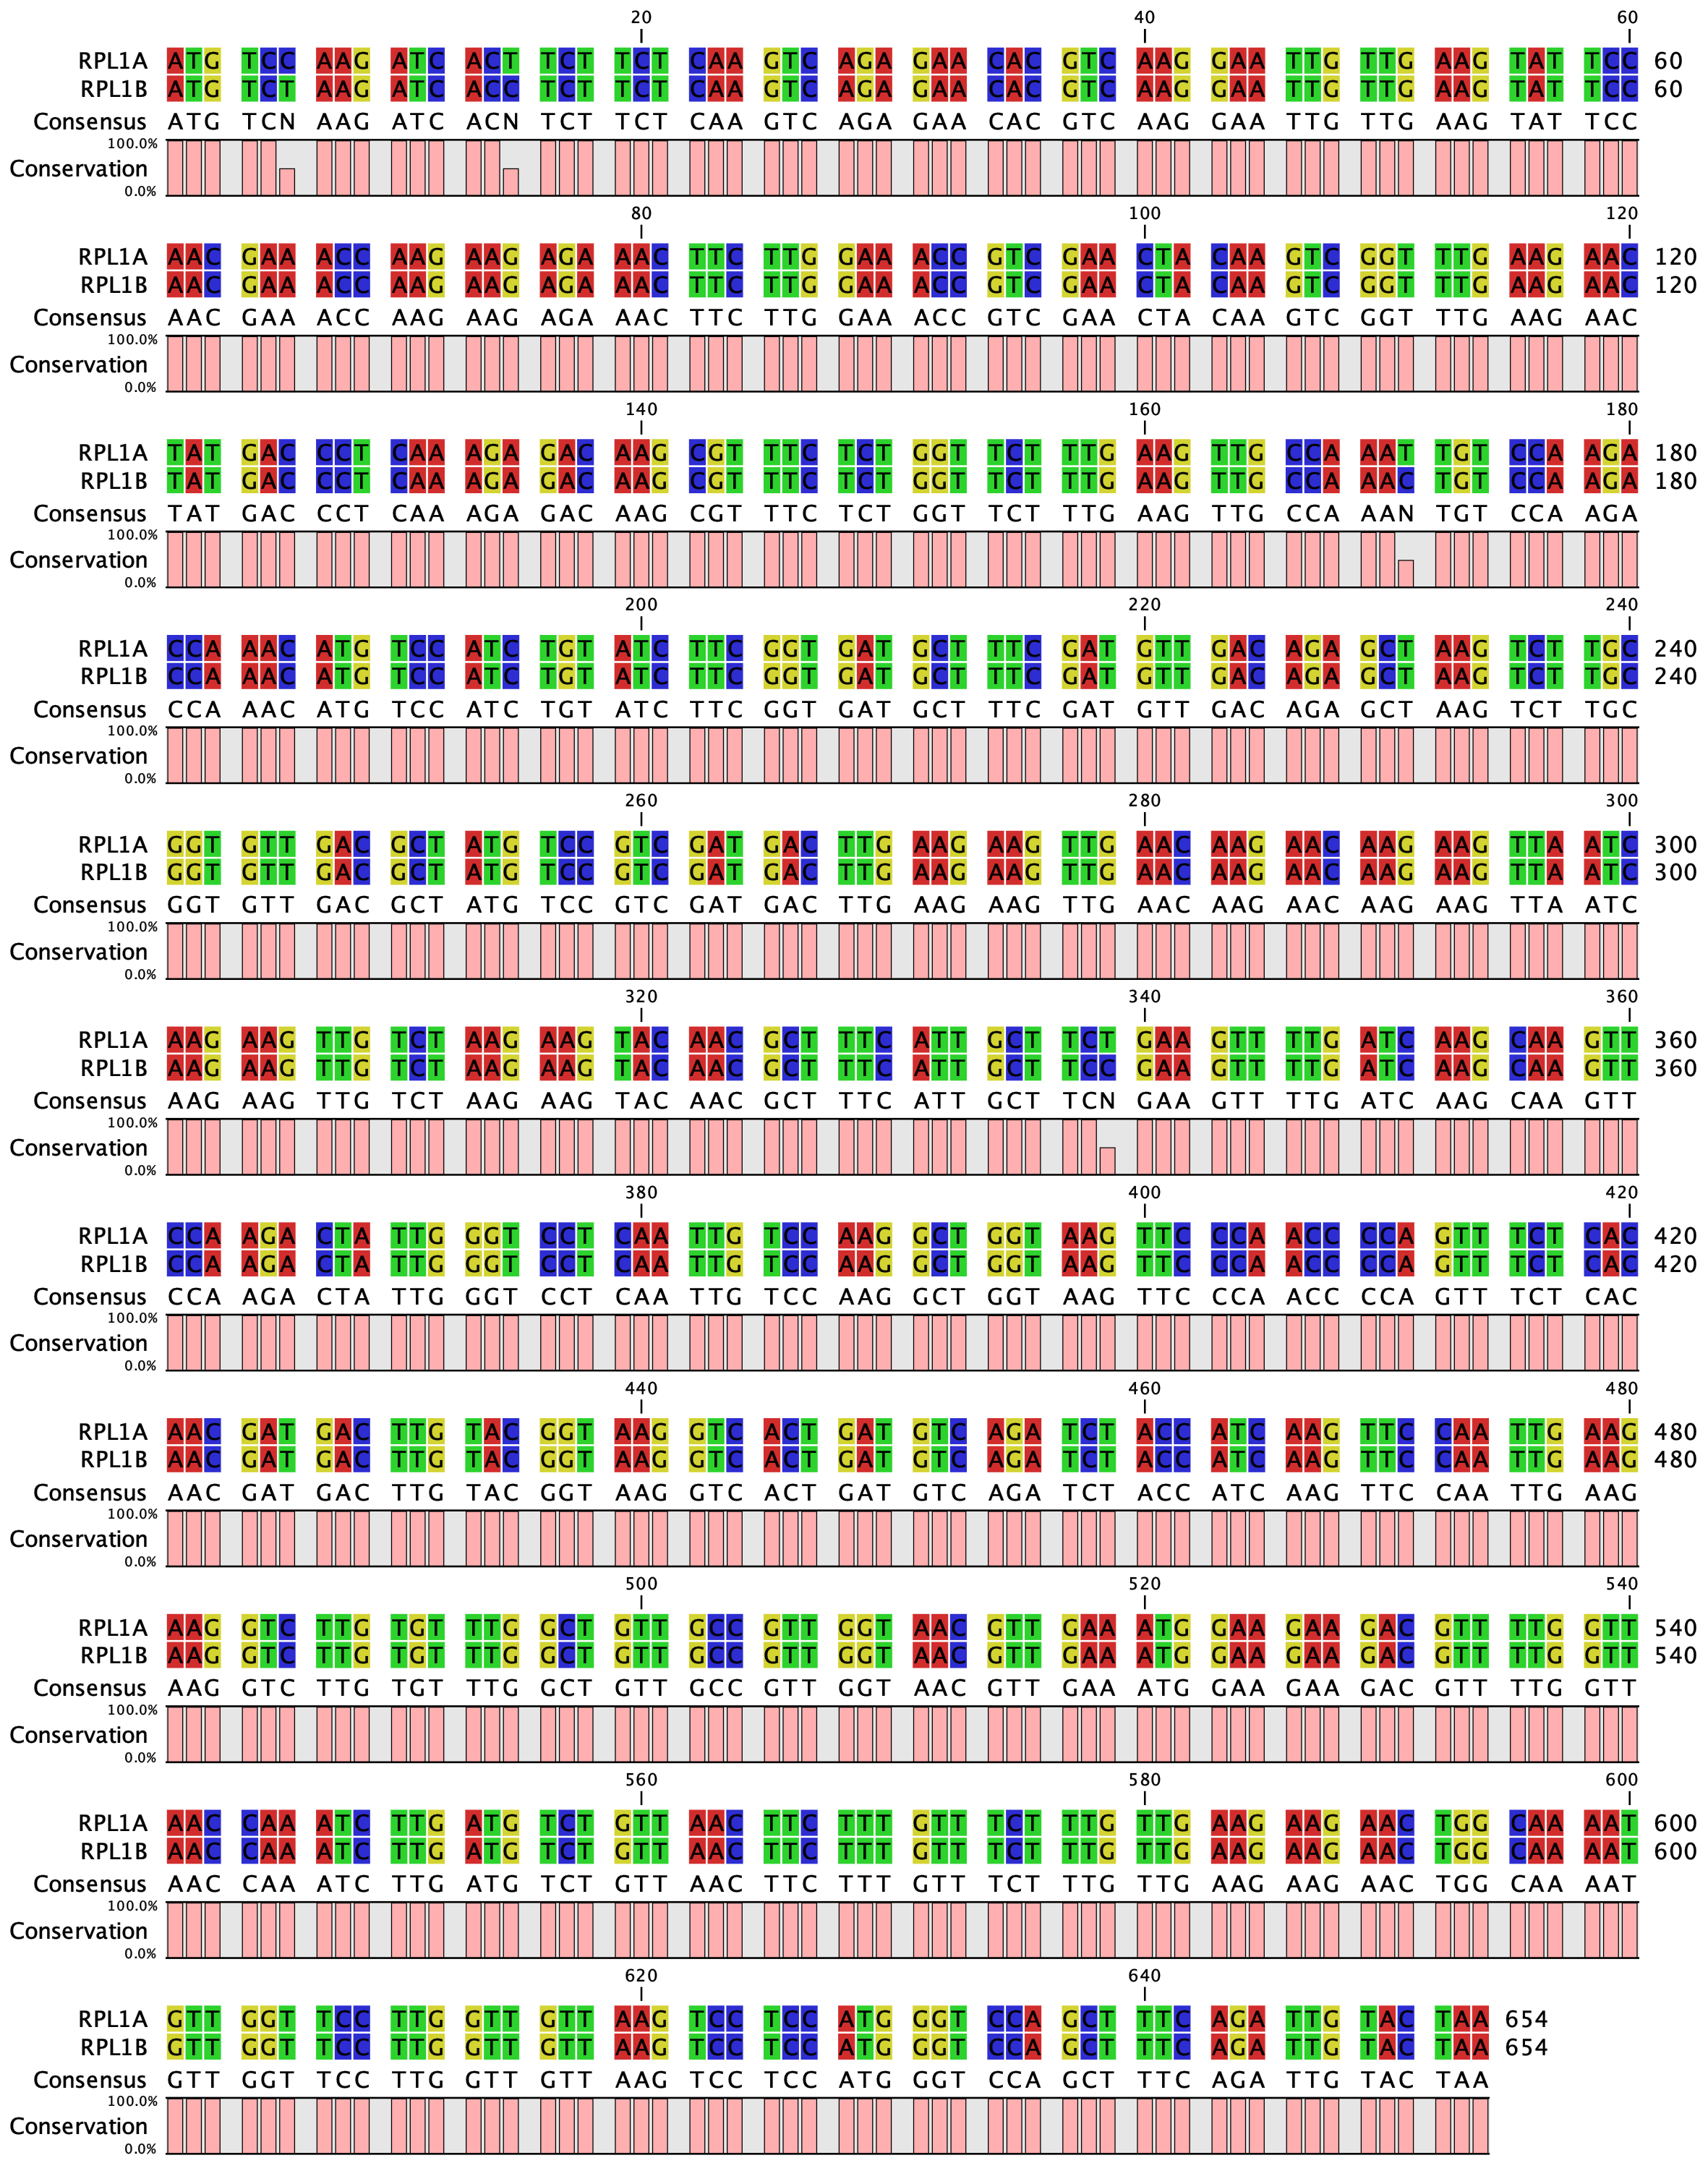 20 40 60
RPL1A ATG TCC AAG ATC ACT TCT TCT CAA GTC AGA GAA CAC GTC AAG GAA TTG TTG AAG TAT TCC 60
RPL1B ATG TCT AAG ATC ACC TCT TCT CAA GTC AGA GAA CAC GTC AAG GAA TTG TTG AAG TAT TCC 60
Consensus ATG TCN AAG ATC ACN TCT TCT CAA GTC AGA GAA CAC GTC AAG GAA TTG TTG AAG TAT TCC
100.0%
Conservation
0.0%
80 100 120
RPL1A AAC GAA ACC AAG AAG AGA AAC TTC TTG GAA ACC GTC GAA CTA CAA GTC GGT TTG AAG AAC 120
RPL1B AAC GAA ACC AAG AAG AGA AAC TTC TTG GAA ACC GTC GAA CTA CAA GTC GGT TTG AAG AAC 120
Consensus AAC GAA ACC AAG AAG AGA AAC TTC TTG GAA ACC GTC GAA CTA CAA GTC GGT TTG AAG AAC
100.0%
Conservation
0.0%
140 160 180
RPL1A TAT GAC CCT CAA AGA GAC AAG CGT TTC TCT GGT TCT TTG AAG TTG CCA AAT TGT CCA AGA 180
RPL1B TAT GAC CCT CAA AGA GAC AAG CGT TTC TCT GGT TCT TTG AAG TTG CCA AAC TGT CCA AGA 180
Consensus TAT GAC CCT CAA AGA GAC AAG CGT TTC TCT GGT TCT TTG AAG TTG CCA AAN TGT CCA AGA
100.0%
Conservation
0.0%
200 220 240
RPL1A CCA AAC ATG TCC ATC TGT ATC TTC GGT GAT GCT TTC GAT GTT GAC AGA GCT AAG TCT TGC 240
RPL1B CCA AAC ATG TCC ATC TGT ATC TTC GGT GAT GCT TTC GAT GTT GAC AGA GCT AAG TCT TGC 240
Consensus CCA AAC ATG TCC ATC TGT ATC TTC GGT GAT GCT TTC GAT GTT GAC AGA GCT AAG TCT TGC
100.0%
Conservation
0.0%
260 280 300
RPL1A GGT GTT GAC GCT ATG TCC GTC GAT GAC TTG AAG AAG TTG AAC AAG AAC AAG AAG TTA ATC 300
RPL1B GGT GTT GAC GCT ATG TCC GTC GAT GAC TTG AAG AAG TTG AAC AAG AAC AAG AAG TTA ATC 300
Consensus GGT GTT GAC GCT ATG TCC GTC GAT GAC TTG AAG AAG TTG AAC AAG AAC AAG AAG TTA ATC
100.0%
Conservation
0.0%
320 340 360
RPL1A AAG AAG TTG TCT AAG AAG TAC AAC GCT TTC ATT GCT TCT GAA GTT TTG ATC AAG CAA GTT 360
RPL1B AAG AAG TTG TCT AAG AAG TAC AAC GCT TTC ATT GCT TCC GAA GTT TTG ATC AAG CAA GTT 360
Consensus AAG AAG TTG TCT AAG AAG TAC AAC GCT TTC ATT GCT TCN GAA GTT TTG ATC AAG CAA GTT
100.0%
Conservation
0.0%
380 400 420
RPL1A CCA AGA CTA TTG GGT CCT CAA TTG TCC AAG GCT GGT AAG TTC CCA ACC CCA GTT TCT CAC 420
RPL1B CCA AGA CTA TTG GGT CCT CAA TTG TCC AAG GCT GGT AAG TTC CCA ACC CCA GTT TCT CAC 420
Consensus CCA AGA CTA TTG GGT CCT CAA TTG TCC AAG GCT GGT AAG TTC CCA ACC CCA GTT TCT CAC
100.0%
Conservation
0.0%
440 460 480
RPL1A AAC GAT GAC TTG TAC GGT AAG GTC ACT GAT GTC AGA TCT ACC ATC AAG TTC CAA TTG AAG 480
RPL1B AAC GAT GAC TTG TAC GGT AAG GTC ACT GAT GTC AGA TCT ACC ATC AAG TTC CAA TTG AAG 480
Consensus AAC GAT GAC TTG TAC GGT AAG GTC ACT GAT GTC AGA TCT ACC ATC AAG TTC CAA TTG AAG
100.0%
Conservation
0.0%
500 520 540
RPL1A AAG GTC TTG TGT TTG GCT GTT GCC GTT GGT AAC GTT GAA ATG GAA GAA GAC GTT TTG GTT 540
RPL1B AAG GTC TTG TGT TTG GCT GTT GCC GTT GGT AAC GTT GAA ATG GAA GAA GAC GTT TTG GTT 540
Consensus AAG GTC TTG TGT TTG GCT GTT GCC GTT GGT AAC GTT GAA ATG GAA GAA GAC GTT TTG GTT
100.0%
Conservation
0.0%
560 580 600
RPL1A AAC CAA ATC TTG ATG TCT GTT AAC TTC TTT GTT TCT TTG TTG AAG AAG AAC TGG CAA AAT 600
RPL1B AAC CAA ATC TTG ATG TCT GTT AAC TTC TTT GTT TCT TTG TTG AAG AAG AAC TGG CAA AAT 600
Consensus AAC CAA ATC TTG ATG TCT GTT AAC TTC TTT GTT TCT TTG TTG AAG AAG AAC TGG CAA AAT
100.0%
Conservation
0.0%
620 640
RPL1A GTT GGT TCC TTG GTT GTT AAG TCC TCC ATG GGT CCA GCT TTC AGA TTG TAC TAA 654
RPL1B GTT GGT TCC TTG GTT GTT AAG TCC TCC ATG GGT CCA GCT TTC AGA TTG TAC TAA 654
Consensus GTT GGT TCC TTG GTT GTT AAG TCC TCC ATG GGT CCA GCT TTC AGA TTG TAC TAA
100.0%
Conservation
0.0%